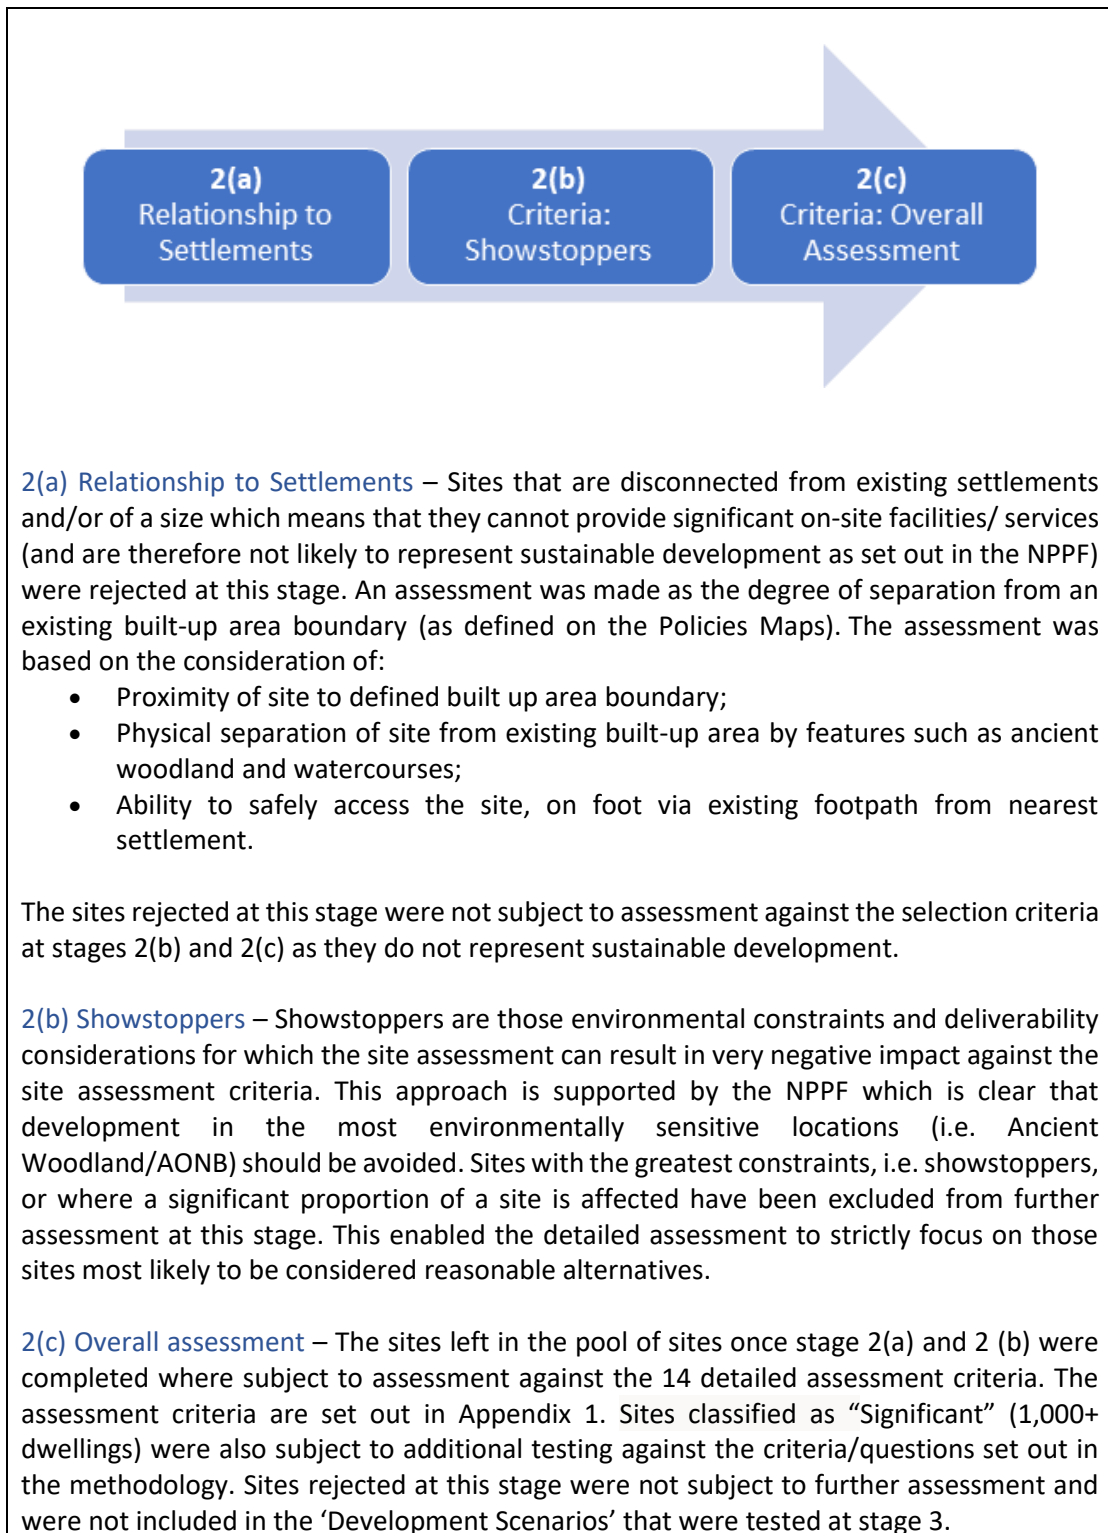 2(a)
Relationship to
Settlements
2(b)
Criteria:
Showstoppers
2(c)
Criteria: Overall
Assessment
2(a) Relationship to Settlements – Sites that are disconnected from existing settlements
and/or of a size which means that they cannot provide significant on-site facilities/ services
(and are therefore not likely to represent sustainable development as set out in the NPPF)
were rejected at this stage. An assessment was made as the degree of separation from an
existing built-up area boundary (as defined on the Policies Maps). The assessment was
based on the consideration of:
• Proximity of site to defined built up area boundary;
• Physical separation of site from existing built-up area by features such as ancient
woodland and watercourses;
• Ability to safely access the site, on foot via existing footpath from nearest
settlement.
The sites rejected at this stage were not subject to assessment against the selection criteria
at stages 2(b) and 2(c) as they do not represent sustainable development.
2(b) Showstoppers – Showstoppers are those environmental constraints and deliverability
considerations for which the site assessment can result in very negative impact against the
site assessment criteria. This approach is supported by the NPPF which is clear that
development in the most environmentally sensitive locations (i.e. Ancient
Woodland/AONB) should be avoided. Sites with the greatest constraints, i.e. showstoppers,
or where a significant proportion of a site is affected have been excluded from further
assessment at this stage. This enabled the detailed assessment to strictly focus on those
sites most likely to be considered reasonable alternatives.
2(c) Overall assessment – The sites left in the pool of sites once stage 2(a) and 2 (b) were
completed where subject to assessment against the 14 detailed assessment criteria. The
assessment criteria are set out in Appendix 1. Sites classified as “Significant” (1,000+
dwellings) were also subject to additional testing against the criteria/questions set out in
the methodology. Sites rejected at this stage were not subject to further assessment and
were not included in the ‘Development Scenarios’ that were tested at stage 3.